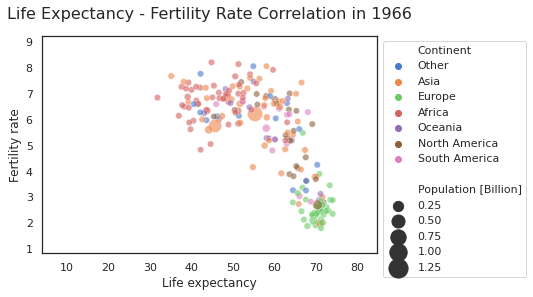 Life Expectancy - Fertility Rate Correlation in 1966
9
8
7
6
5
4
3
2
1
Fertility rate
10 20 30 40 50 60 70 80
Life expectancy
Continent
Other
Asia
Europe
Africa
Oceania
North America
South America
Population [Billion]
0.25
0.50
0.75
1.00
1.25